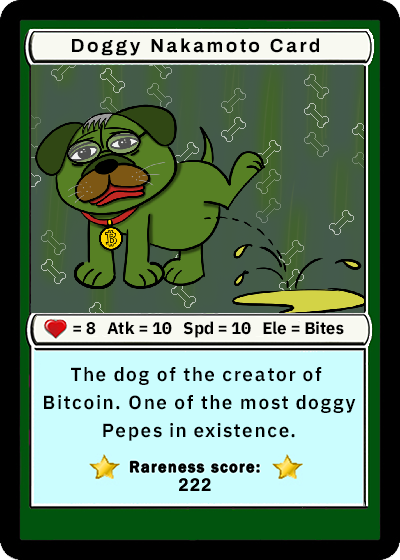 Doggy Nakamoto Card
₿
= 8 Atk = 10 Spd = 10 Ele = Bites
The dog of the creator of
Bitcoin. One of the most doggy
Pepes in existence.
Rareness score:
222